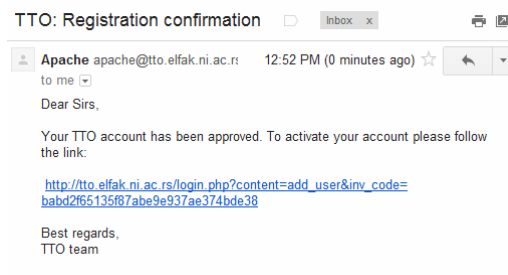 TTO: Registration confirmation Inbox x
Apache apache@tto.elfak.ni.ac.rs 12:52 PM (0 minutes ago)
to me
Dear Sirs,
Your TTO account has been approved. To activate your account please follow
the link:
http://tto.elfak.ni.ac.rs/login.php?content=add_user&inv_code=
babd2f65135f87abe9e937ae374bde38
Best regards,
TTO team